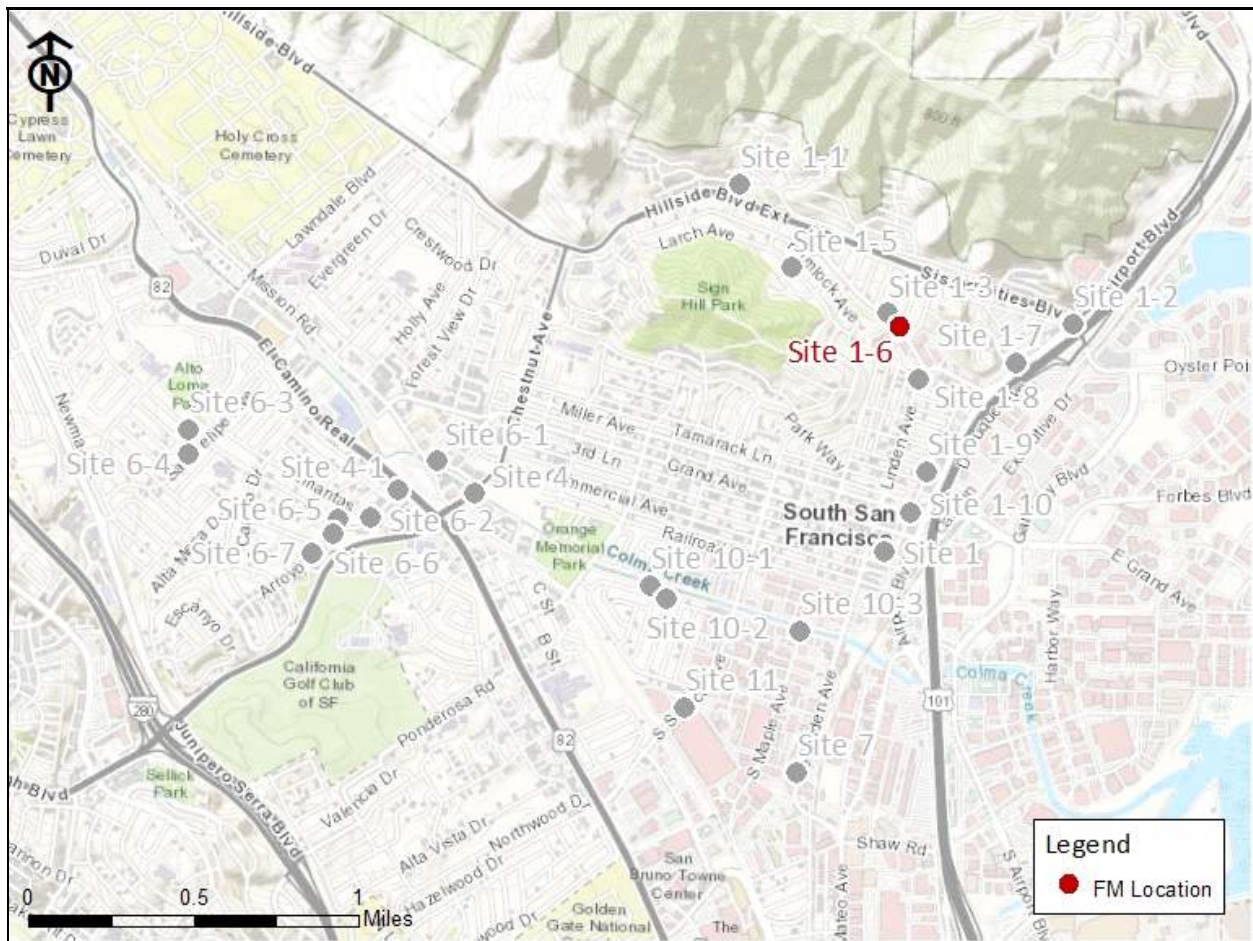 Hillside Blvd
Blvd
N
Cypress
Lawn
Cemetery
Holy Cross
Cemetery
800 ft
Site 1-1
Hillside Blvd Ext
Lawndale Blvd
Evergreen Dr
Crestwood Dr
Larch Ave
Site 1-5
Duval Dr
Mission Rd
82
Sign
Hill Park
Site 1-3
Airport Blvd
Site 1-2
Holly Ave
Forest View Dr
Chestnut Ave
Site 1-6
Site 1-7
Oyster Poi
El Camino Real
Alto
Loma
Site 6-3
Site 1-8
Miller Ave
Tamarack Ln
Park Way
Linden Ave
3rd Ln
Grand Ave
Site 6-4
Site 4-1
Site 6-1
Site 4
Site 1-9
Forbes Blvd
Site 6-5
Site 6-2
Site 1-10
South San
Francisco
Orange
Memorial
Park
Site 6-7
Site 6-6
Site 10-1
Site 1
Colma Creek
E Grand Ave
Alta Mesa Dr
Arroyo
Escanyo Dr
C St
B St
Site 10-2
Site 10-3
Harbor Way
California
Golf Club
of SF
Ponderosa Rd
Site 11
Colma Creek
101
280
82
S Maple Ave
Site 7
Junipero Serra Blvd
Sellick
Park
Valencia Dr
Alta Vista Dr
Northwood D
Hazelwood Dr
Shaw Rd
San
Bruno Towne
Center
Golden
Gate National
The
Legend
FM Location
0 0.5 1
Miles